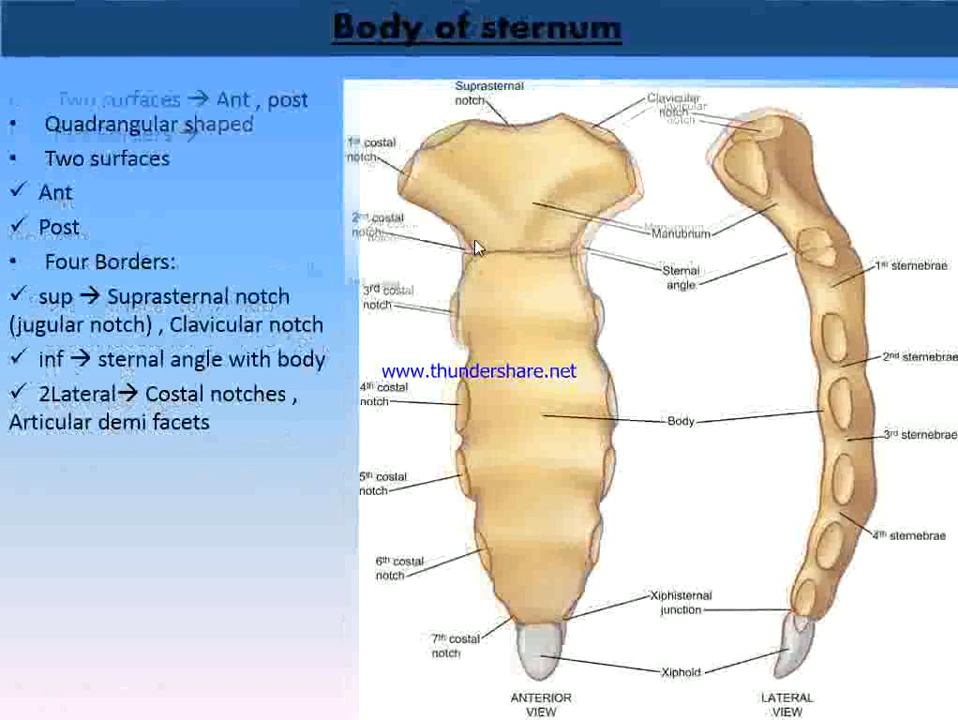 Body of sternum
Two surfaces → Ant , post
• Quadrangular shaped
• Two surfaces
✓ Ant
✓ Post
• Four Borders:
✓ sup → Suprasternal notch
(jugular notch) , Clavicular notch
✓ inf → sternal angle with body
✓ 2Lateral→ Costal notches ,
Articular demi facets
Suprasternal
notch
Clavicular
notch
1st costal
notch
2nd costal
notch
Manubrium
Sternal
angle
3rd costal
notch
www.thundershare.net
4th costal
notch
Body
5th costal
notch
6th costal
notch
Xiphisternal
junction
7th costal
notch
Xiphoid
1th sternebrae
2nd sternebrae
3rd sternebrae
4th sternebrae
ANTERIOR
VIEW
LATERAL
VIEW